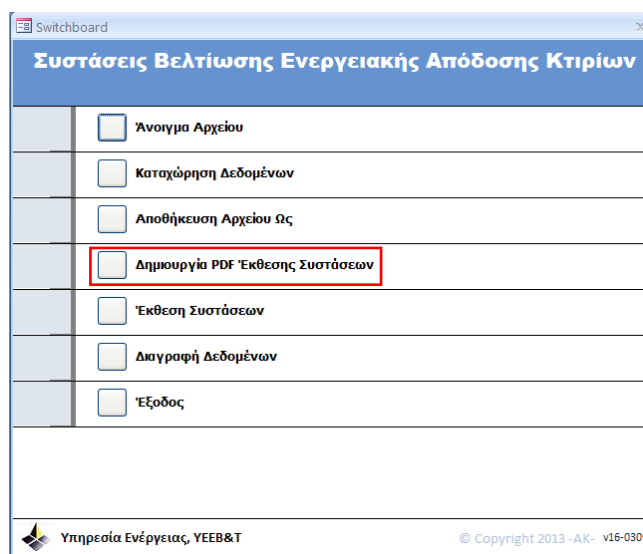 Switchboard
Συστάσεις Βελτίωσης Ενεργειακής Απόδοσης Κτιρίων
Άνοιγμα Αρχείου
Καταχώρηση Δεδομένων
Αποθήκευση Αρχείου Ως
Δημιουργία PDF Έκθεσης Συστάσεων
Έκθεση Συστάσεων
Διαγραφή Δεδομένων
Έξοδος
Υπηρεσία Ενέργειας, ΥΕΕΒ&Τ
© Copyright 2013 -AK-